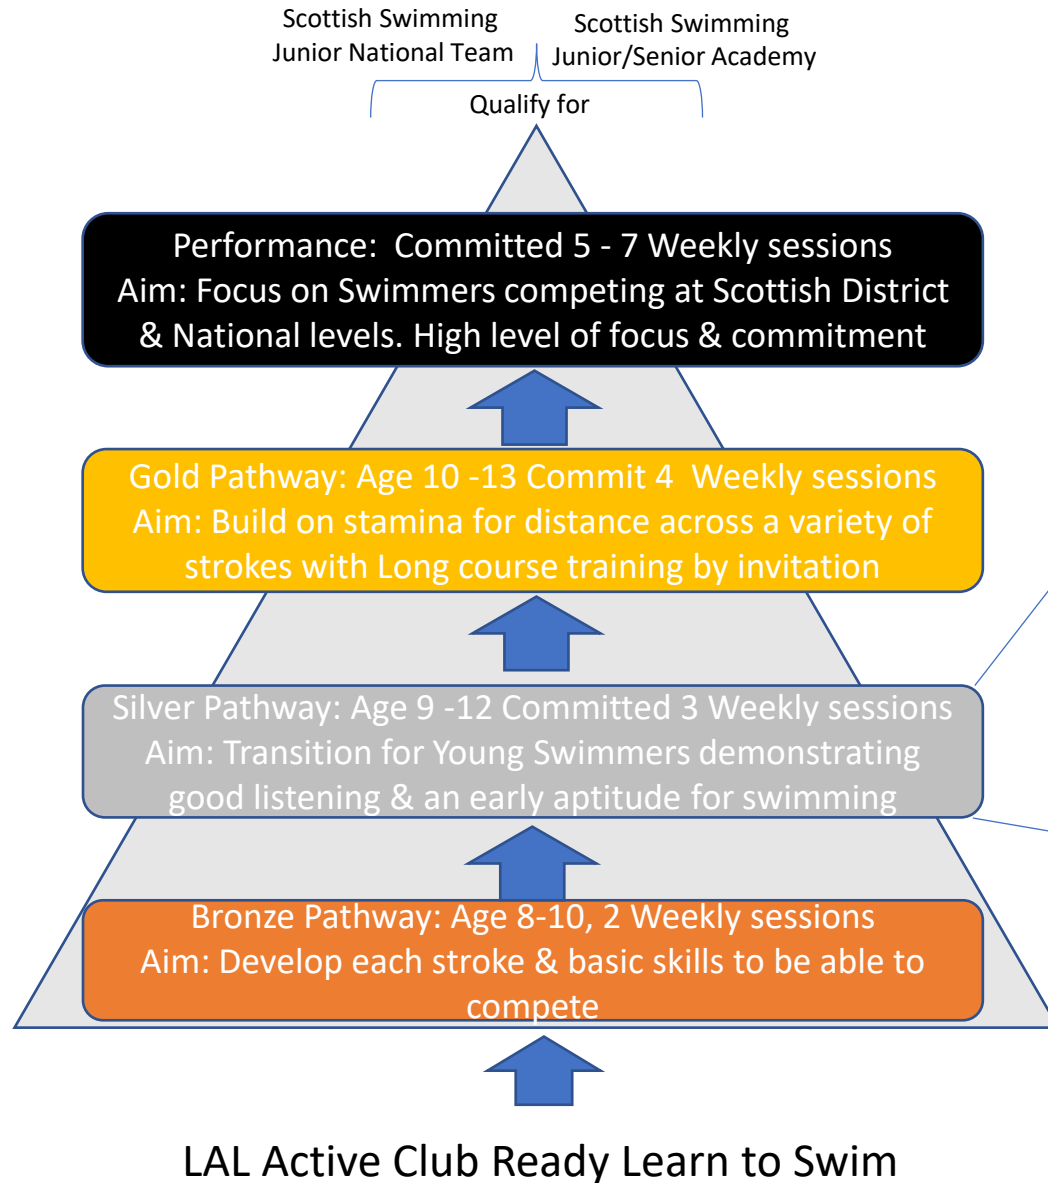 Scottish Swimming
Junior National Team
Scottish Swimming
Junior/Senior Academy
Qualify for
Performance:  Committed 5 - 7 Weekly sessions
Aim: Focus on Swimmers competing at Scottish District
& National levels. High level of focus & commitment
Gold Pathway: Age 10 -13 Commit 4  Weekly sessions
Aim: Build on stamina for distance across a variety of
strokes with Long course training by invitation
Silver Pathway: Age 9 -12 Committed 3 Weekly sessions
Aim: Transition for Young Swimmers demonstrating
good listening & an early aptitude for swimming
Bronze Pathway: Age 8-10, 2 Weekly sessions
Aim: Develop each stroke & basic skills to be able to
compete
LAL Active Club Ready Learn to Swim